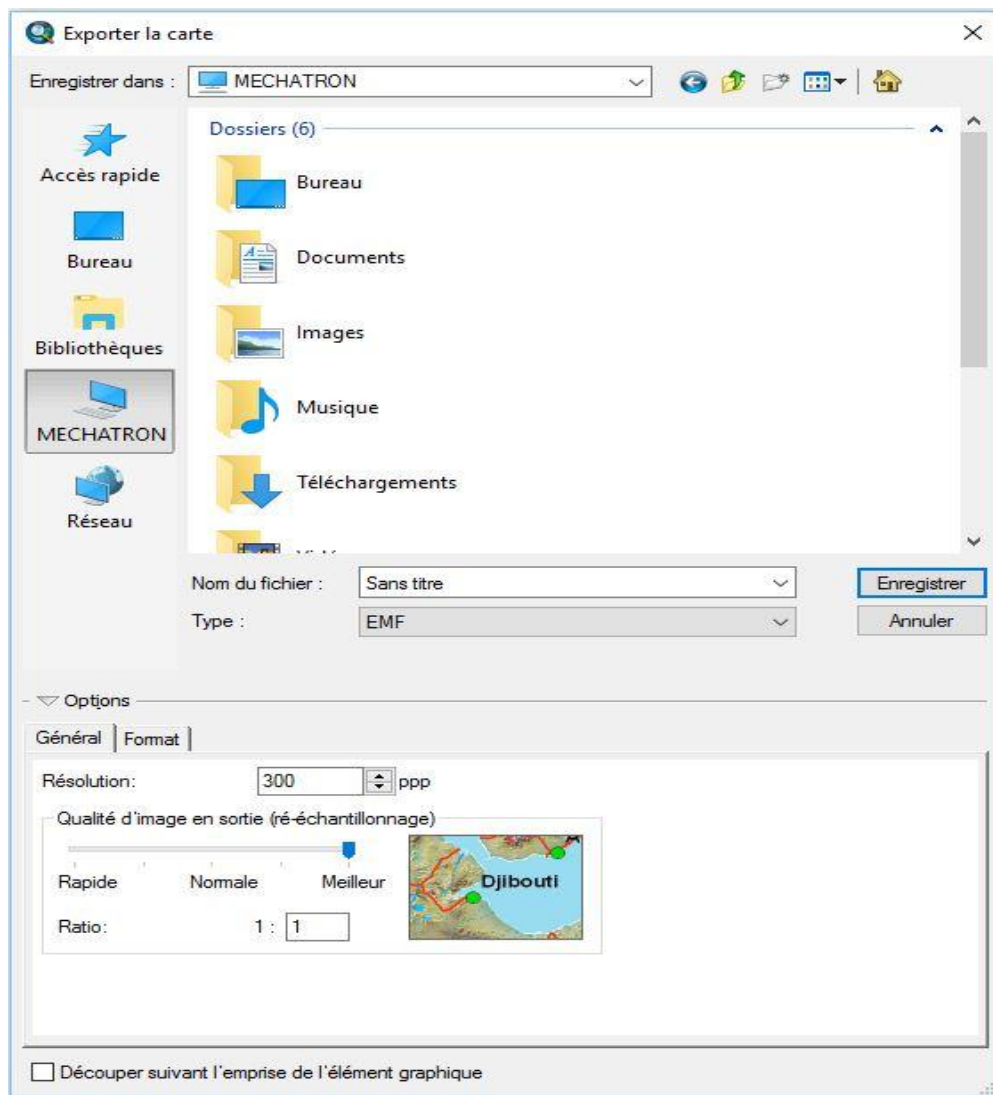 Exporter la carte
Enregistrer dans : MECHATRON
Dossiers (6)
Accès rapide
Bureau
Bibliothèques
MECHATRON
Réseau
Bureau
Documents
Images
Musique
Téléchargements
Nom du fichier : Sans titre Enregistrer
Type : EMF Annuler
Options
Général Format
Résolution: 300 ppp
Qualité d'image en sortie (ré-échantillonnage)
Rapide Normale Meilleur
Djibouti
Ratio: 1 : 1
Découper suivant l'emprise de l'élément graphique